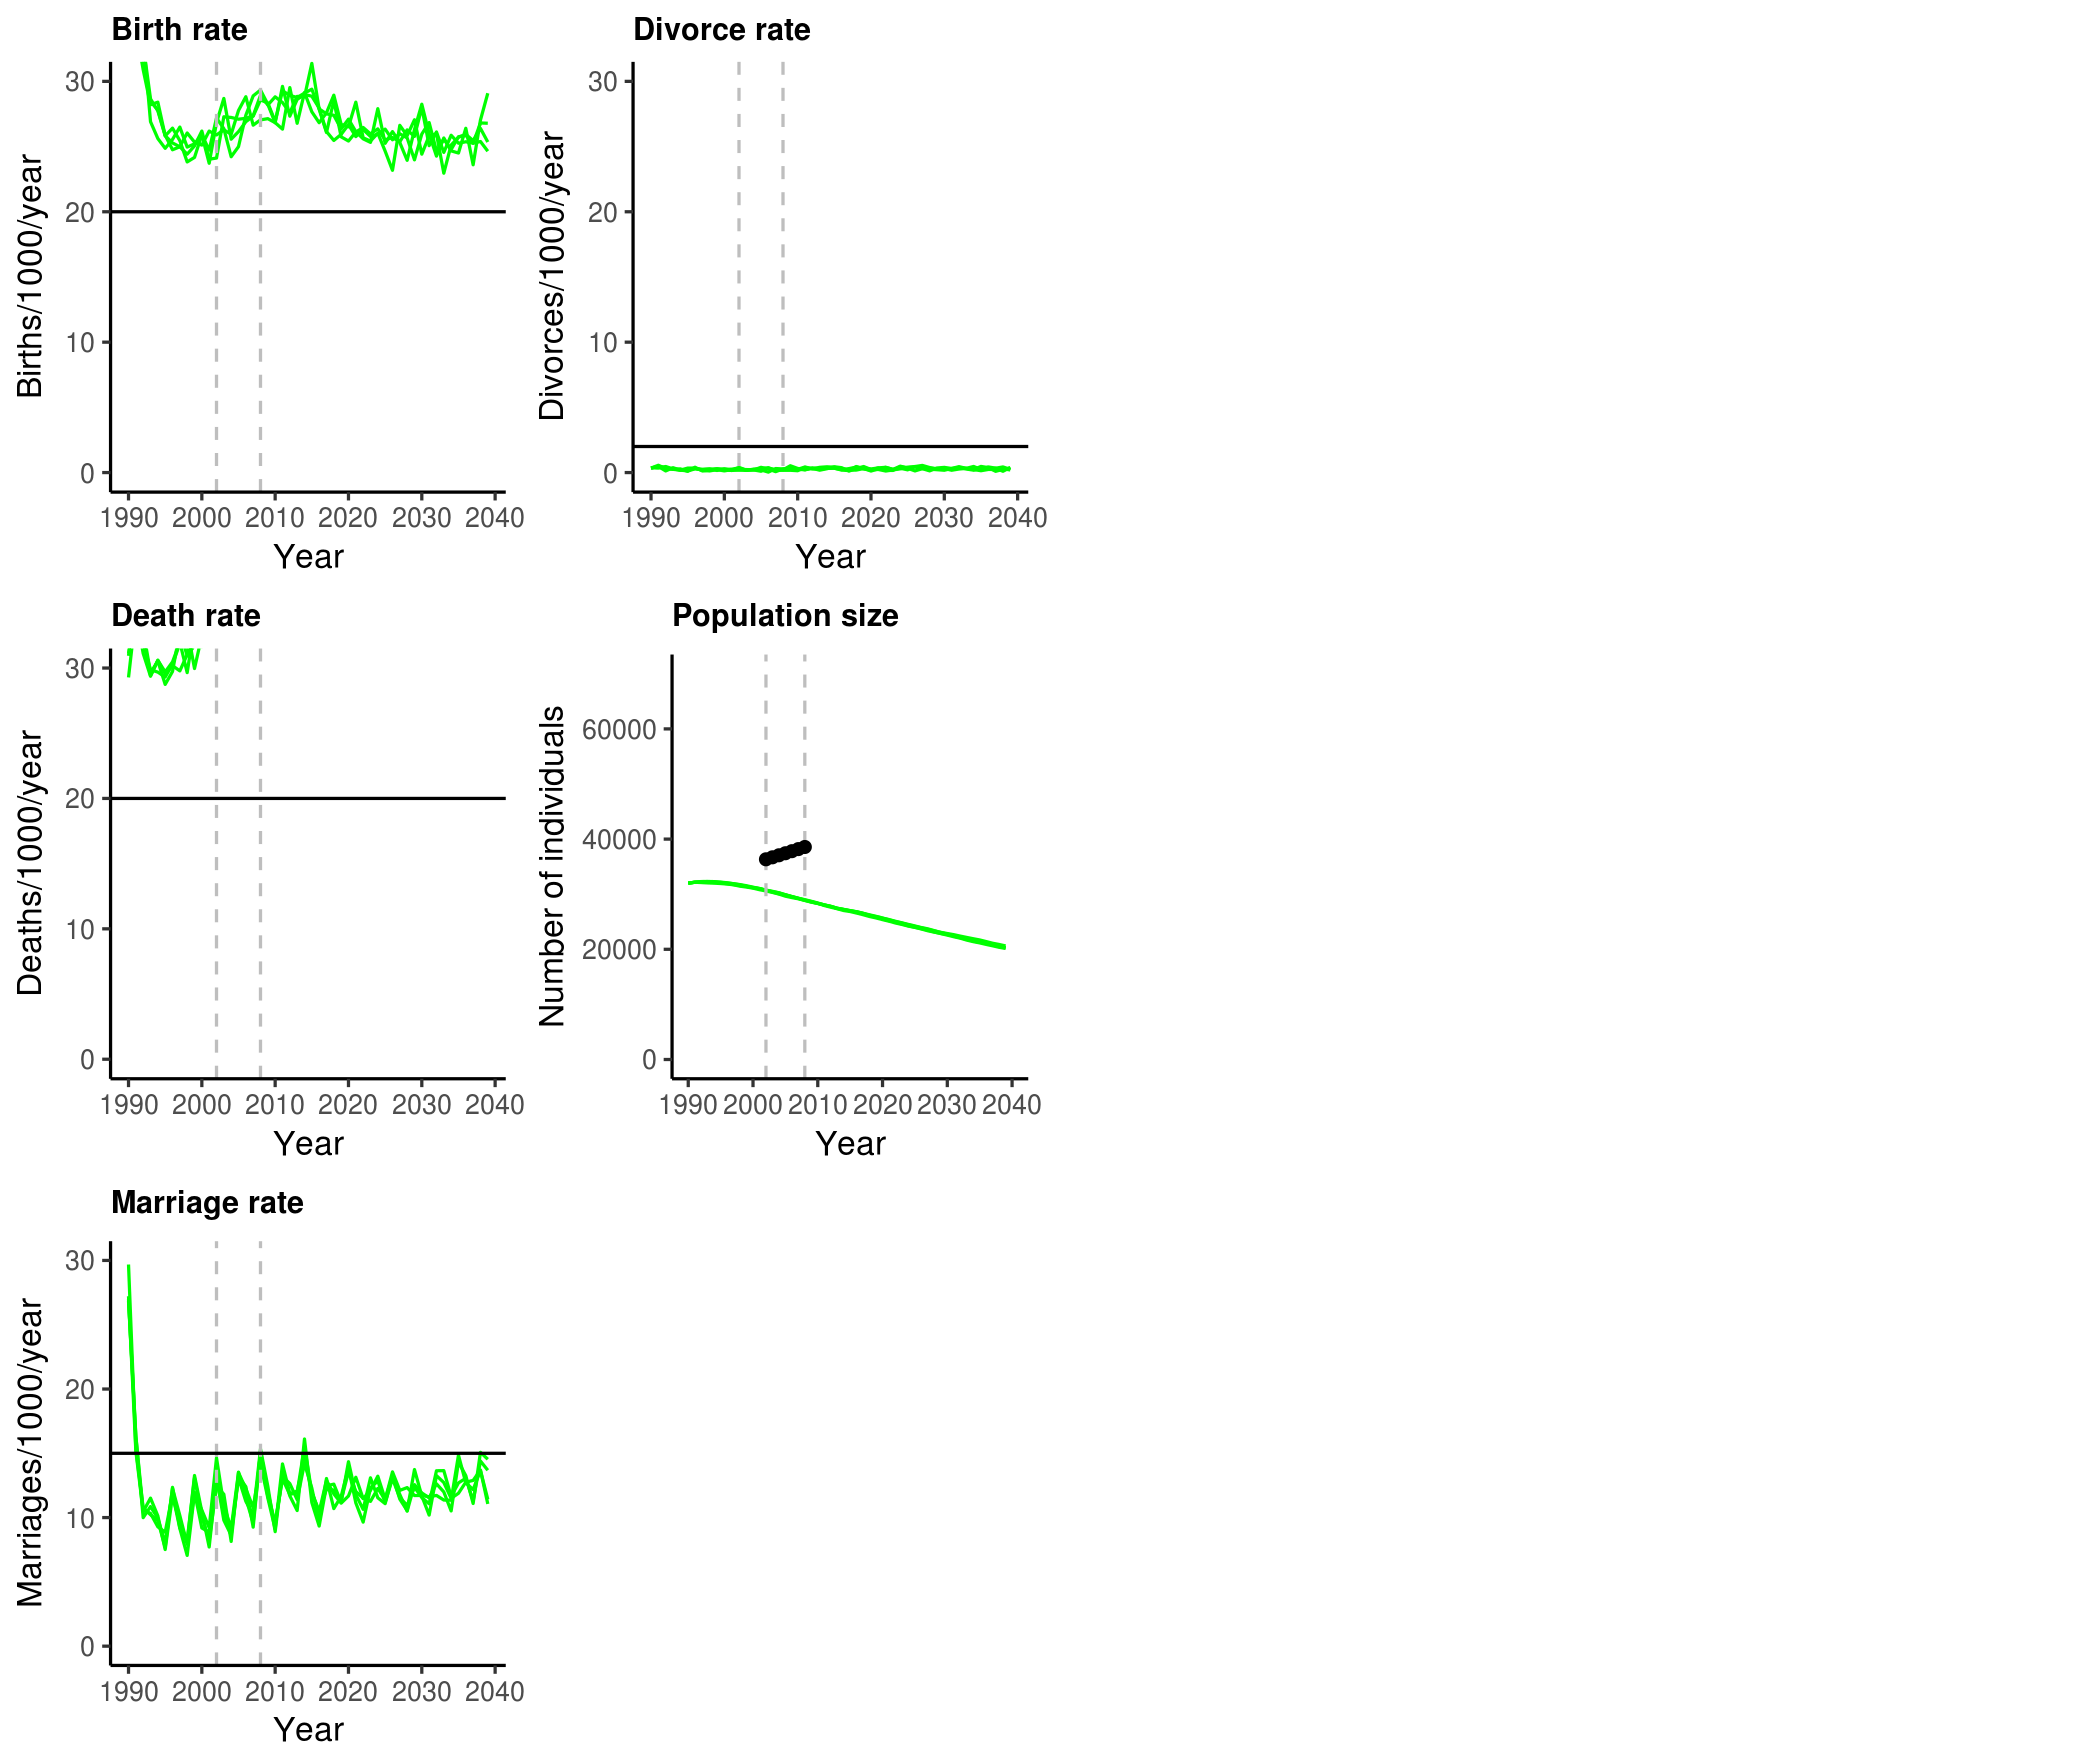 Birth rate
Births/1000/year
30
20
10
0
1990 2000 2010 2020 2030 2040
Year
Divorce rate
Divorces/1000/year
30
20
10
0
1990 2000 2010 2020 2030 2040
Year
Death rate
Deaths/1000/year
30
20
10
0
1990 2000 2010 2020 2030 2040
Year
Population size
Number of individuals
60000
40000
20000
0
1990 2000 2010 2020 2030 2040
Year
Marriage rate
Marriages/1000/year
30
20
10
0
1990 2000 2010 2020 2030 2040
Year